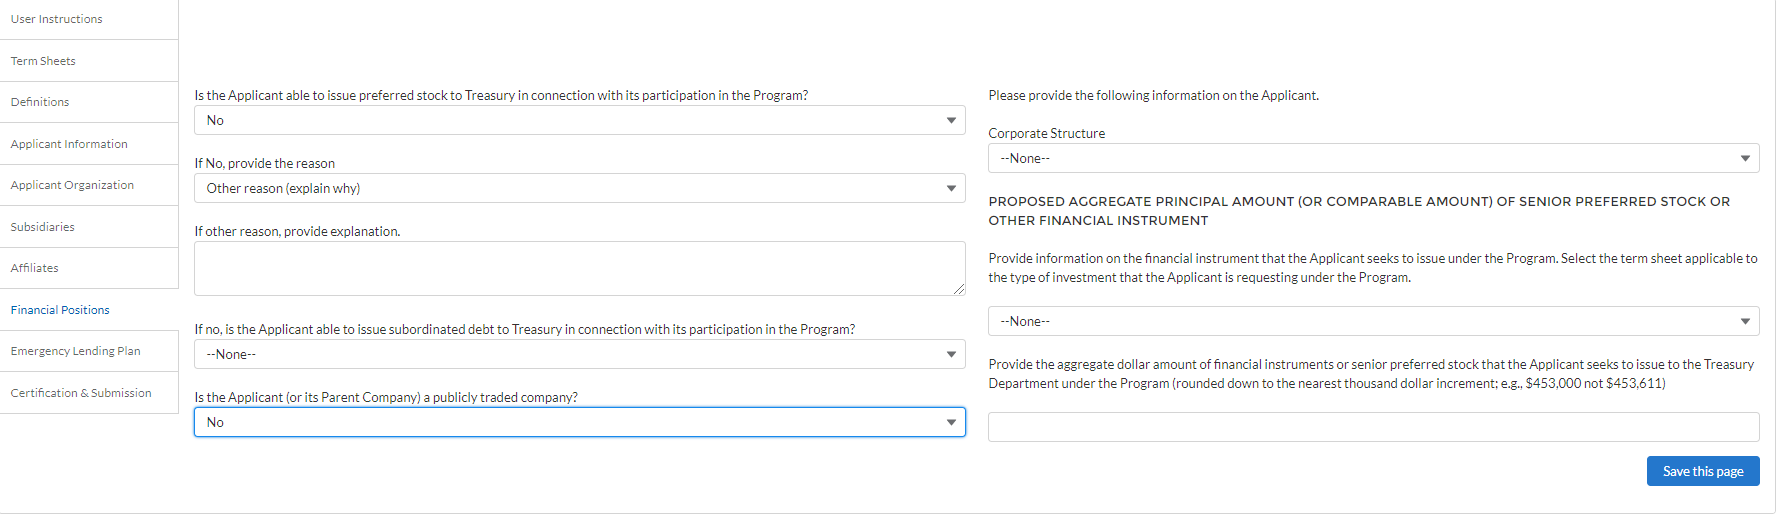 User Instructions
Term Sheets
Definitions
Applicant Information
Applicant Organization
Subsidiaries
Affiliates
Financial Positions
Emergency Lending Plan
Certification & Submission
Is the Applicant able to issue preferred stock to Treasury in connection with its participation in the Program?
No
If No, provide the reason
Other reason (explain why)
If other reason, provide explanation.
If no, is the Applicant able to issue subordinated debt to Treasury in connection with its participation in the Program?
--None--
Is the Applicant (or its Parent Company) a publicly traded company?
No
Please provide the following information on the Applicant.
Corporate Structure
--None--
PROPOSED AGGREGATE PRINCIPAL AMOUNT (OR COMPARABLE AMOUNT) OF SENIOR PREFERRED STOCK OR
OTHER FINANCIAL INSTRUMENT
Provide information on the financial instrument that the Applicant seeks to issue under the Program. Select the term sheet applicable to
the type of investment that the Applicant is requesting under the Program.
--None--
Provide the aggregate dollar amount of financial instruments or senior preferred stock that the Applicant seeks to issue to the Treasury
Department under the Program (rounded down to the nearest thousand dollar increment; e.g., $453,000 not $453,611)
Save this page